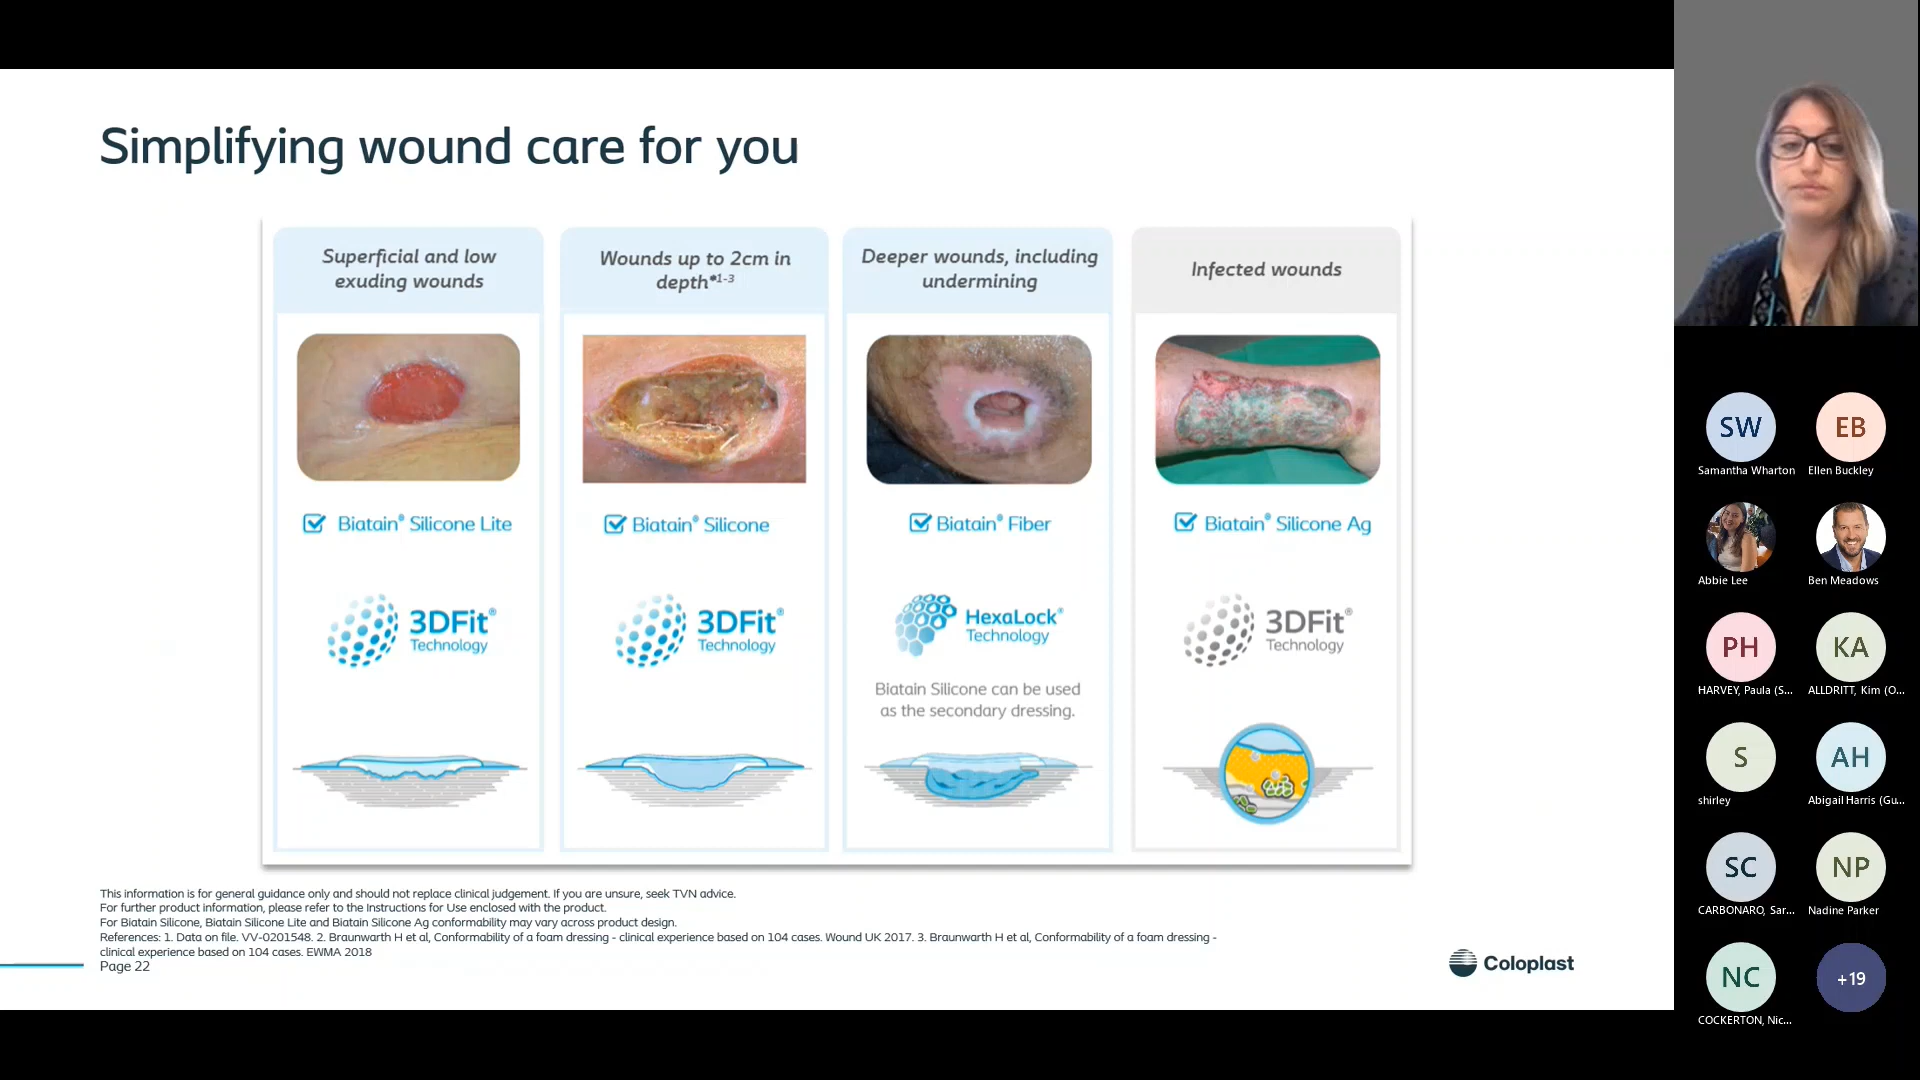 Simplifying wound care for you
Superficial and low
exuding wounds
Biatain® Silicone Lite
3DFit®
Technology
Wounds up to 2cm in
depth*1-3
Biatain® Silicone
3DFit®
Technology
Deeper wounds, including
undermining
Biatain® Fiber
HexaLock®
Technology
Biatain Silicone can be used
as the secondary dressing.
Infected wounds
Biatain® Silicone Ag
3DFit®
Technology
This information is for general guidance only and should not replace clinical judgement. If you are unsure, seek TVN advice.
For further product information, please refer to the Instructions for Use enclosed with the product.
For Biatain Silicone, Biatain Silicone Lite and Biatain Silicone Ag conformability may vary across product design.
References: 1. Data on file. VV-0201548. 2. Braunwarth H et al, Conformability of a foam dressing - clinical experience based on 104 cases. Wound UK 2017. 3. Braunwarth H et al, Conformability of a foam dressing -
clinical experience based on 104 cases. EWMA 2018
Page 22
Coloplast
SW
Samantha Wharton
EB
Ellen Buckley
Abbie Lee
Ben Meadows
PH
HARVEY, Paula (S...
KA
ALLDRITT, Kim (O...
S
shirley
AH
Abigail Harris (Gu...
SC
CARBONARO, Sar...
NP
Nadine Parker
NC
COCKERTON, Nic...
+19